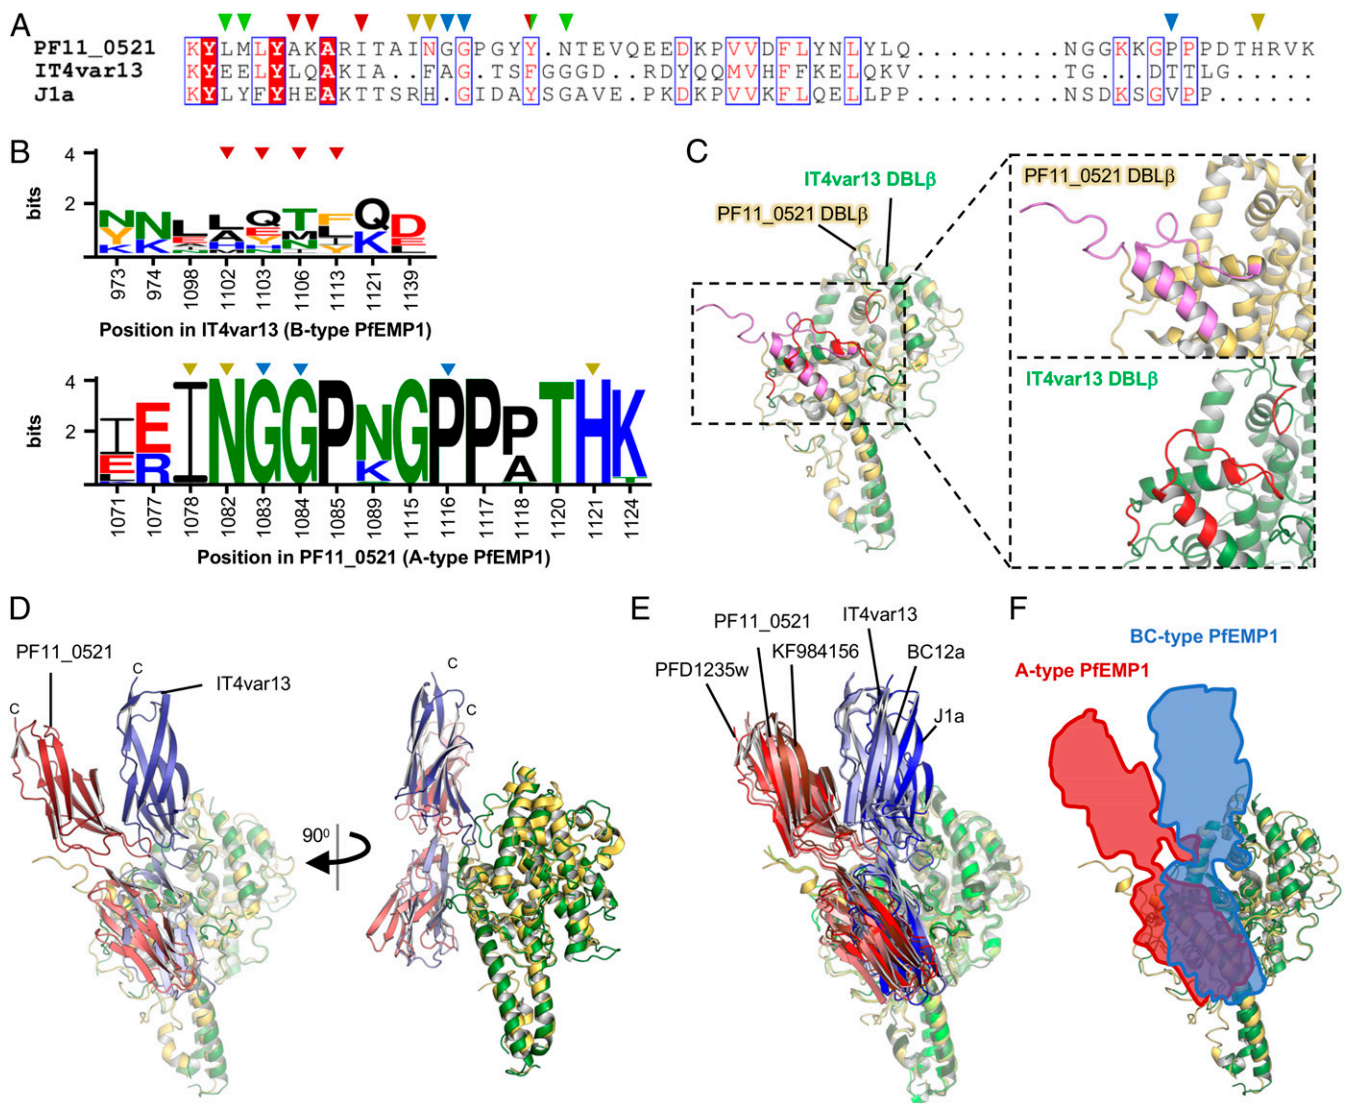 A
PF11_0521 KYLMLYAKARITAINGGPGYYNTEVQEEDKPVVDFLYNLYLQ.........NGGKKGPPPDTHRVK
IT4var13 KYEELYLQAKIA..FAG.TSFGGGD..RDYQQMVHFFKELQKV.........TG..DTTLG....
J1a KYLYFYHEAKTTSRH.GIDAYSGAVE.PKDKPVVKFLQELLPP.........NSDKSGVPP.....
B
4
2
bits
973 974 1098 1102 1103 1106 1113 1121 1139
Position in IT4var13 (B-type PfEMP1)
4
2
bits
INGGPNGPPPTHK
1071 1077 1078 1082 1083 1084 1085 1089 1115 1116 1117 1118 1120 1121 1124
Position in PF11_0521 (A-type PfEMP1)
C
IT4var13 DBLβ
PF11_0521 DBLβ
PF11_0521 DBLβ
IT4var13 DBLβ
D
PF11_0521
C
C
IT4var13
90⁰
C
C
E
PFD1235w
PF11_0521
KF984156
IT4var13
BC12a
J1a
F
BC-type PfEMP1
A-type PfEMP1